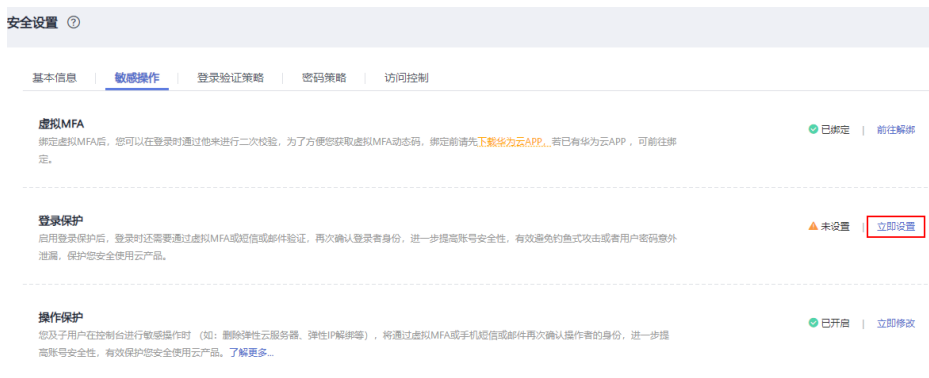 安全设置 ?
基本信息 敏感操作 登录验证策略 密码策略 访问控制
虚拟MFA
绑定虚拟MFA后，您可以在登录时通过他来进行二次校验，为了方便您获取虚拟MFA动态码，绑定前请先下载华为云APP，若已有华为云APP ，可前往绑
定。
已绑定 | 前往解绑
登录保护
启用登录保护后，登录时还需要通过虚拟MFA或短信或邮件验证，再次确认登录者身份，进一步提高账号安全性，有效避免钓鱼式攻击或者用户密码意外
泄漏，保护您安全使用云产品。
未设置 | 立即设置
操作保护
您及子用户在控制台进行敏感操作时 （如：删除弹性云服务器、弹性IP解绑等），将通过虚拟MFA或手机短信或邮件再次确认操作者的身份，进一步提
高账号安全性，有效保护您安全使用云产品。了解更多...
已开启 | 立即修改